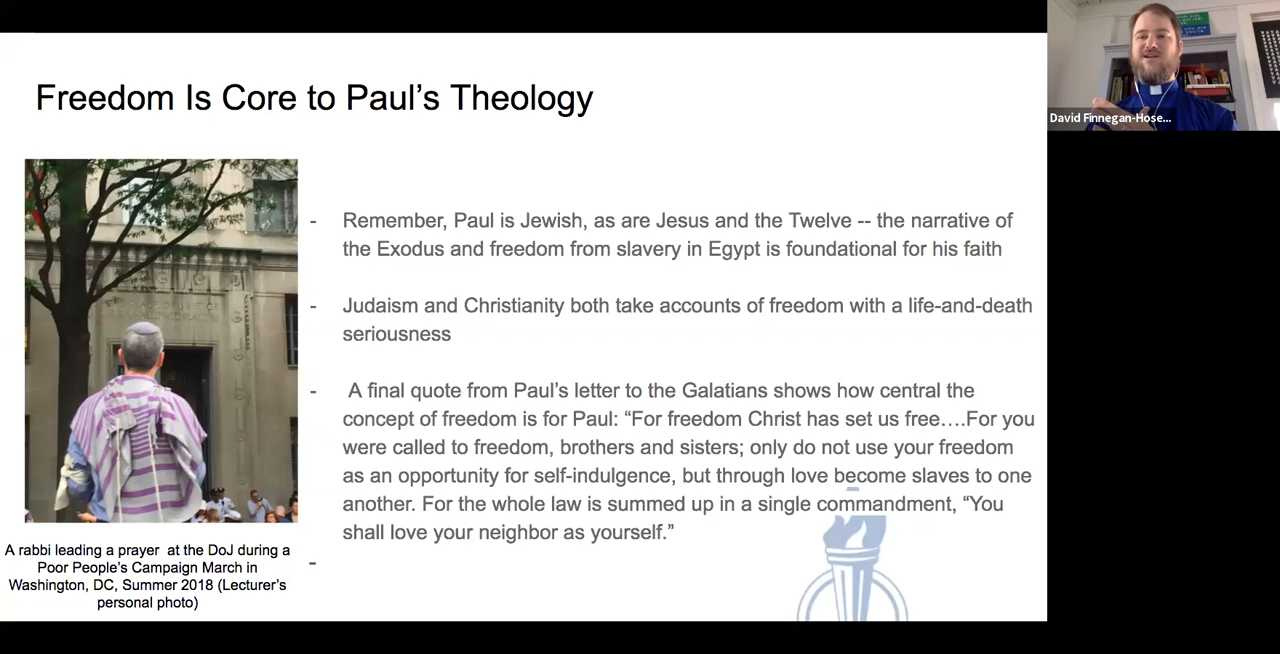 Freedom Is Core to Paul's Theology
David Finnegan-Hose...
- Remember, Paul is Jewish, as are Jesus and the Twelve -- the narrative of
the Exodus and freedom from slavery in Egypt is foundational for his faith
- Judaism and Christianity both take accounts of freedom with a life-and-death
seriousness
- A final quote from Paul's letter to the Galatians shows how central the
concept of freedom is for Paul: “For freedom Christ has set us free….For you
were called to freedom, brothers and sisters; only do not use your freedom
as an opportunity for self-indulgence, but through love become slaves to one
another. For the whole law is summed up in a single commandment, “You
shall love your neighbor as yourself.”
-
A rabbi leading a prayer at the DoJ during a
Poor People's Campaign March in
Washington, DC, Summer 2018 (Lecturer's
personal photo)